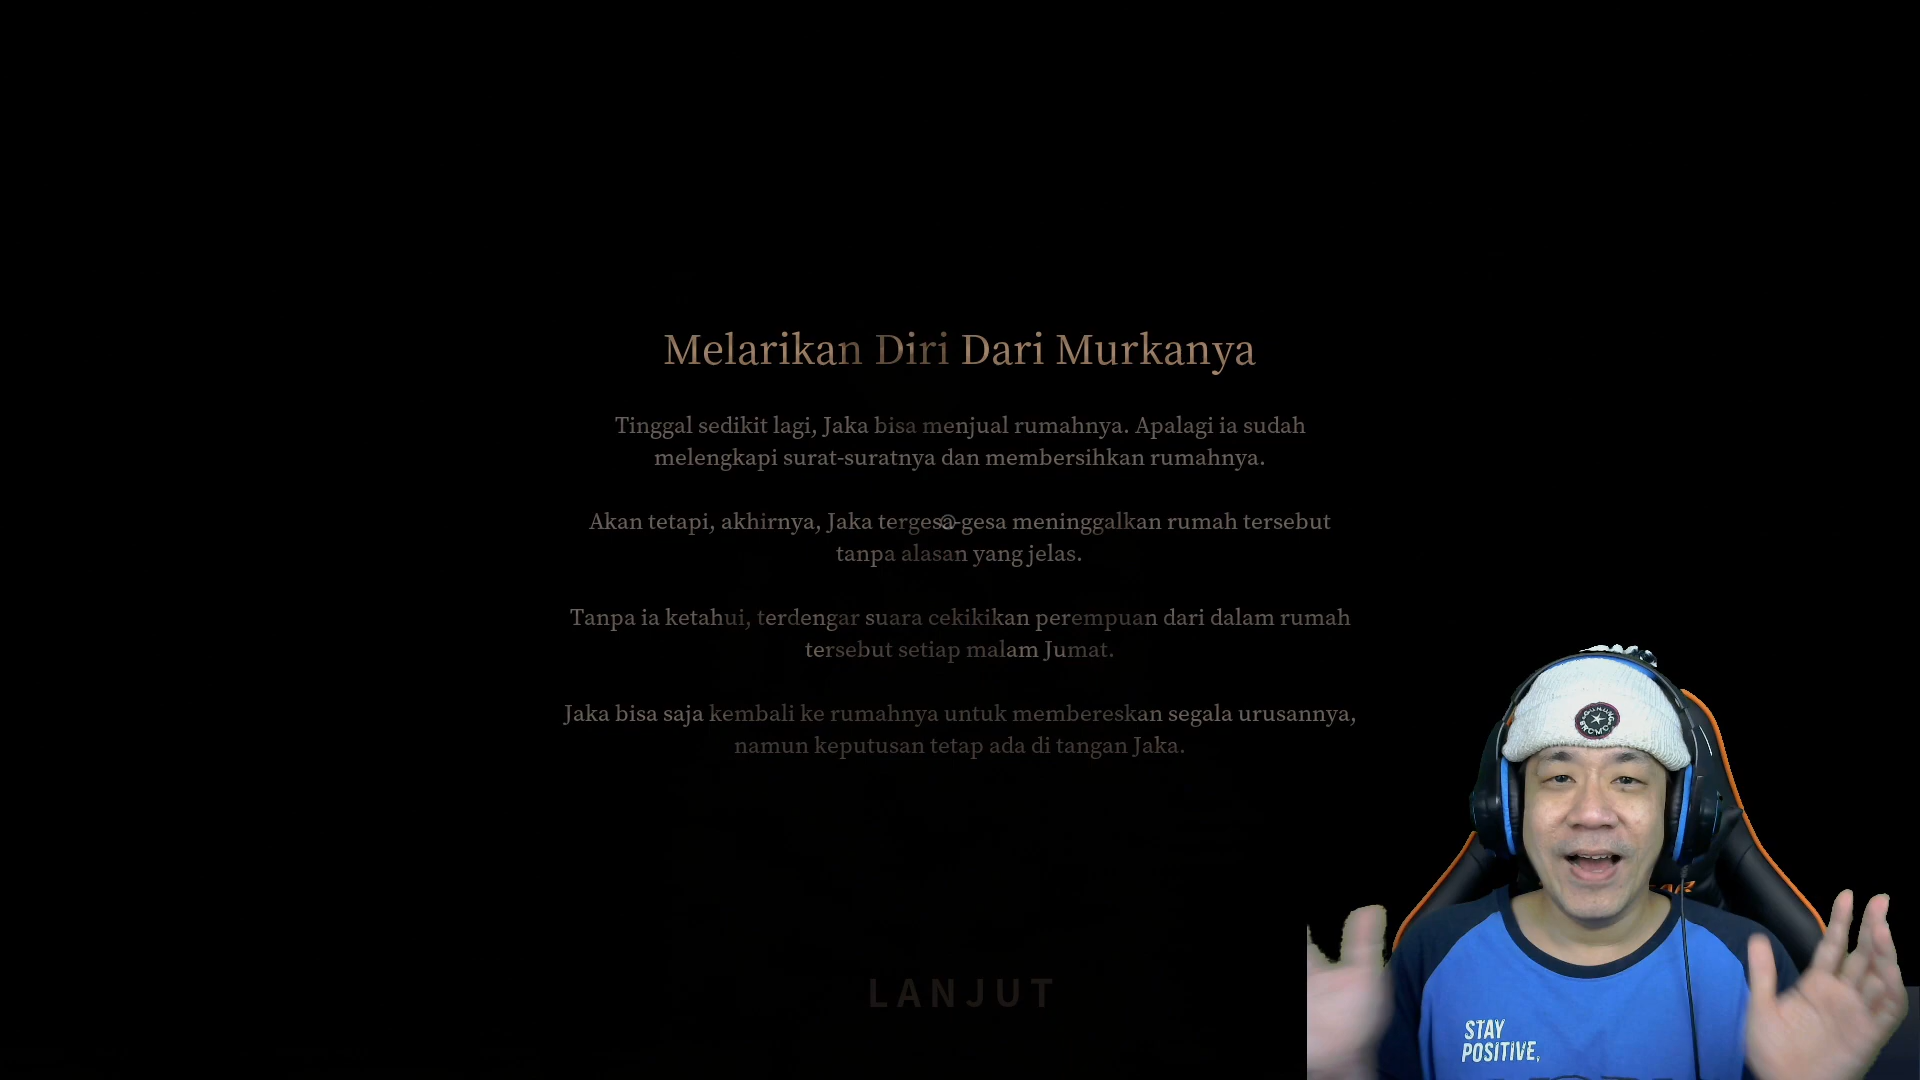 Melarikan Diri Dari Murkanya
Tinggal sedikit lagi, Jaka bisa menjual rumahnya. Apalagi ia sudah
melengkapi surat-suratnya dan membersihkan rumahnya.
Akan tetapi, akhirnya, Jaka tergesa-gesa meninggalkan rumah tersebut
tanpa alasan yang jelas.
Tanpa ia ketahui, terdengar suara cekikikan perempuan dari dalam rumah
tersebut setiap malam Jumat.
Jaka bisa saja kembali ke rumahnya untuk membereskan segala urusannya,
namun keputusan tetap ada di tangan Jaka.
LANJUT
STAY
POSITIVE,